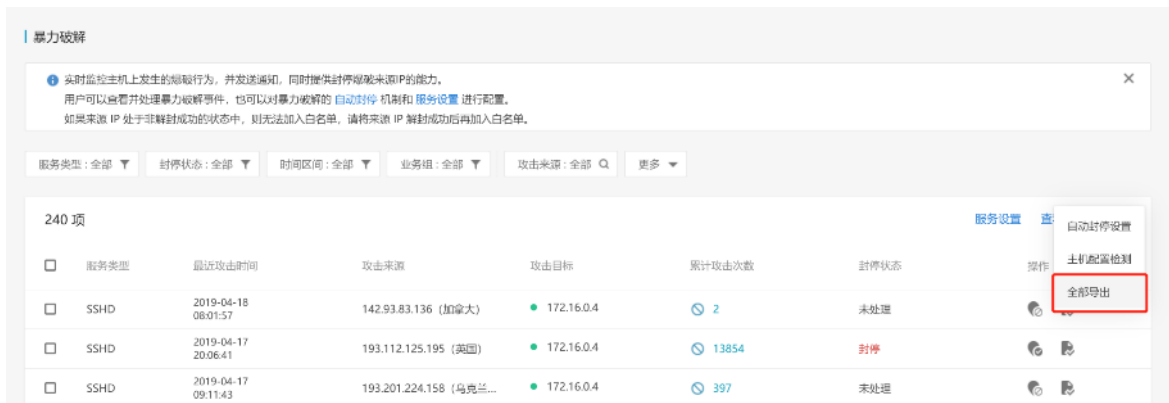 暴力破解
实时监控主机上发生的爆破行为，并发送通知，同时提供封停爆破来源IP的能力。
用户可以查看并处理暴力破解事件，也可以对暴力破解的 自动封停 机制和 服务设置 进行配置。
如果来源 IP 处于非解封成功的状态中，则无法加入白名单，请将来源 IP 解封成功后再加入白名单。
服务类型：全部 封停状态：全部 时间区间：全部 业务组：全部 攻击来源：全部 更多
240 项 服务设置 查
自动封停设置
主机配置检测
全部导出
服务类型 最近攻击时间 攻击来源 攻击目标 累计攻击次数 封停状态 操作
SSHD 2019-04-18 08:01:57 142.93.83.136（加拿大） 172.16.0.4 2 未处理
SSHD 2019-04-17 20:06:41 193.112.125.195（英国） 172.16.0.4 13854 封停
SSHD 2019-04-17 09:11:43 193.201.224.158（乌克兰... 172.16.0.4 397 未处理